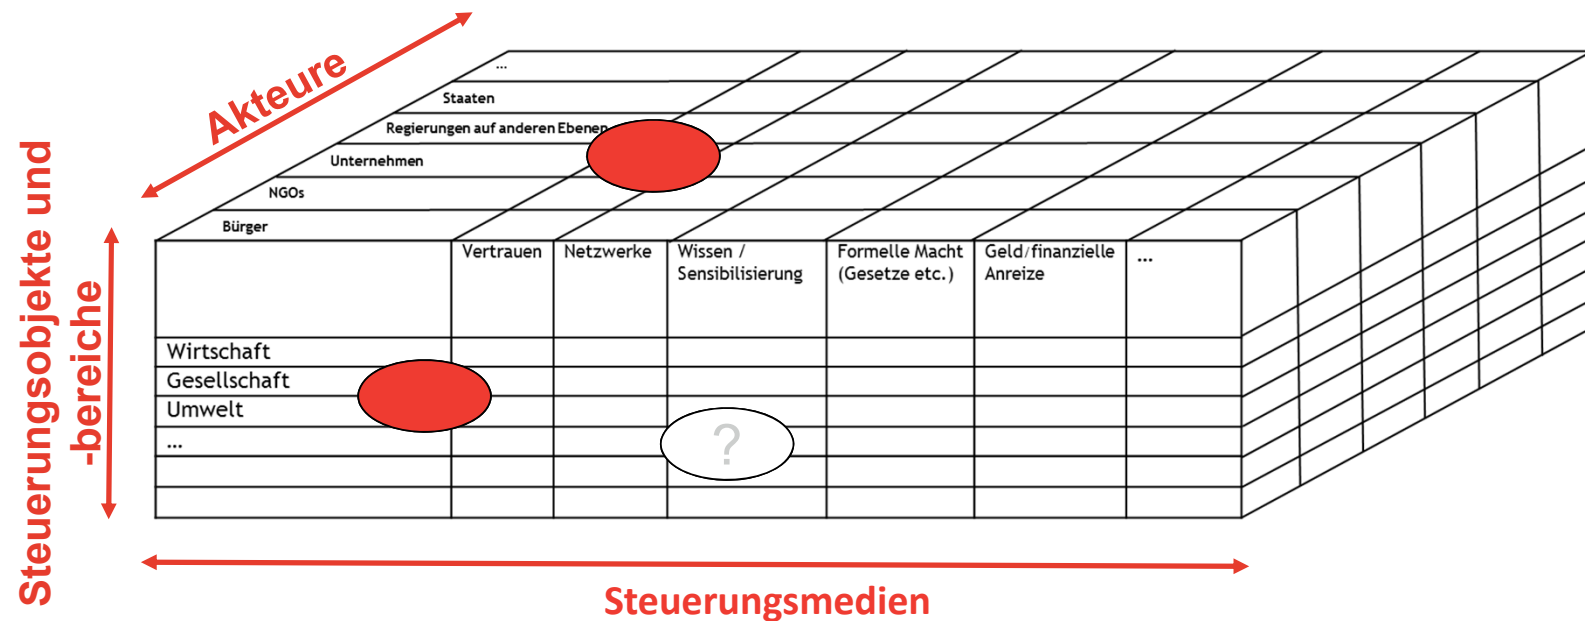 Akteure
...
Staaten
Regierungen auf anderen Ebenen
Unternehmen
NGOs
Bürger
Steuerungsobjekte und
-bereiche
Vertrauen
Netzwerke
Wissen /
Sensibilisierung
Formelle Macht
(Gesetze etc.)
Geld/finanzielle
Anreize
...
Wirtschaft
Gesellschaft
Umwelt
...
?
Steuerungsmedien